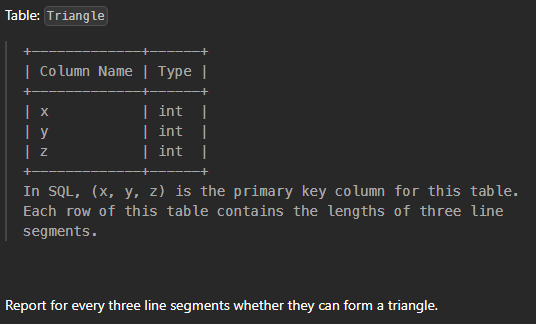 Table: Triangle
+-------------+------+
| Column Name | Type |
+-------------+------+
| x           | int  |
| y           | int  |
| z           | int  |
+-------------+------+
In SQL, (x, y, z) is the primary key column for this table.
Each row of this table contains the lengths of three line
segments.
Report for every three line segments whether they can form a triangle.